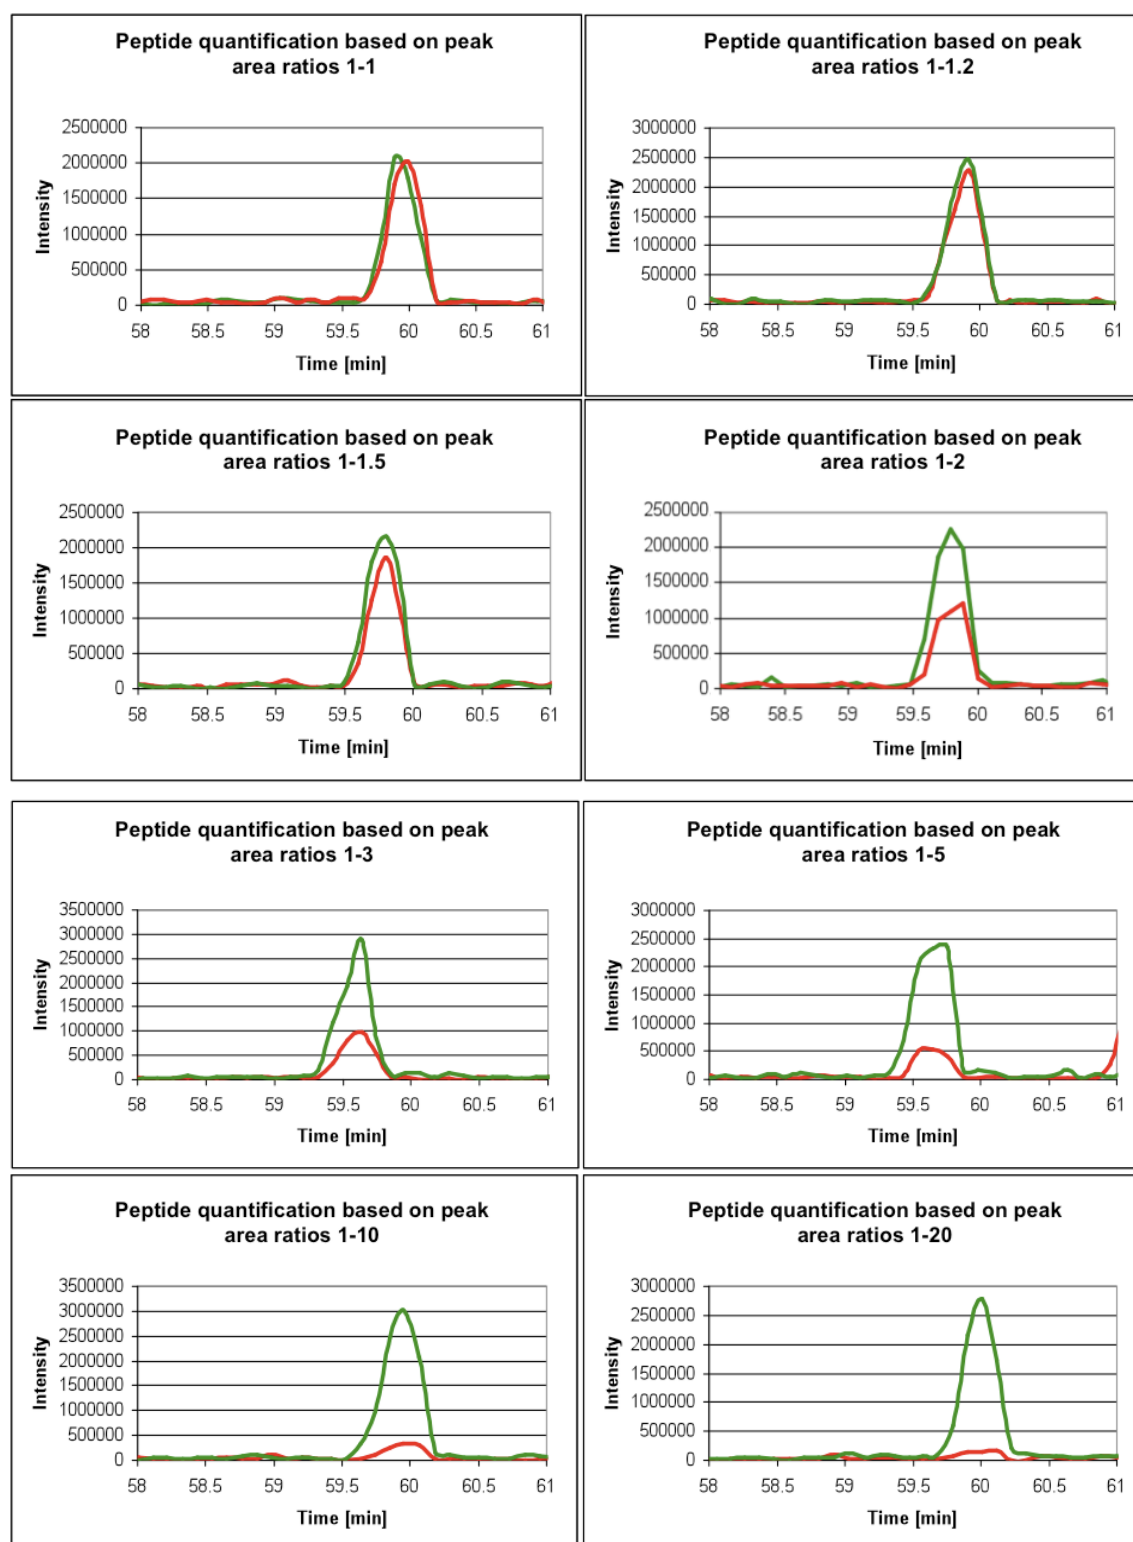 Peptide quantification based on peak
area ratios 1-1
2500000
2000000
1500000
1000000
500000
0
Intensity
58 58.5 59 59.5 60 60.5 61
Time [min]
Peptide quantification based on peak
area ratios 1-1.2
3000000
2500000
2000000
1500000
1000000
500000
0
Intensity
58 58.5 59 59.5 60 60.5 61
Time [min]
Peptide quantification based on peak
area ratios 1-1.5
2500000
2000000
1500000
1000000
500000
0
Intensity
58 58.5 59 59.5 60 60.5 61
Time [min]
Peptide quantification based on peak
area ratios 1-2
2500000
2000000
1500000
1000000
500000
0
Intensity
58 58.5 59 59.5 60 60.5 61
Time [min]
Peptide quantification based on peak
area ratios 1-3
3500000
3000000
2500000
2000000
1500000
1000000
500000
0
Intensity
58 58.5 59 59.5 60 60.5 61
Time [min]
Peptide quantification based on peak
area ratios 1-5
3000000
2500000
2000000
1500000
1000000
500000
0
Intensity
58 58.5 59 59.5 60 60.5 61
Time [min]
Peptide quantification based on peak
area ratios 1-10
3500000
3000000
2500000
2000000
1500000
1000000
500000
0
Intensity
58 58.5 59 59.5 60 60.5 61
Time [min]
Peptide quantification based on peak
area ratios 1-20
3000000
2500000
2000000
1500000
1000000
500000
0
Intensity
58 58.5 59 59.5 60 60.5 61
Time [min]